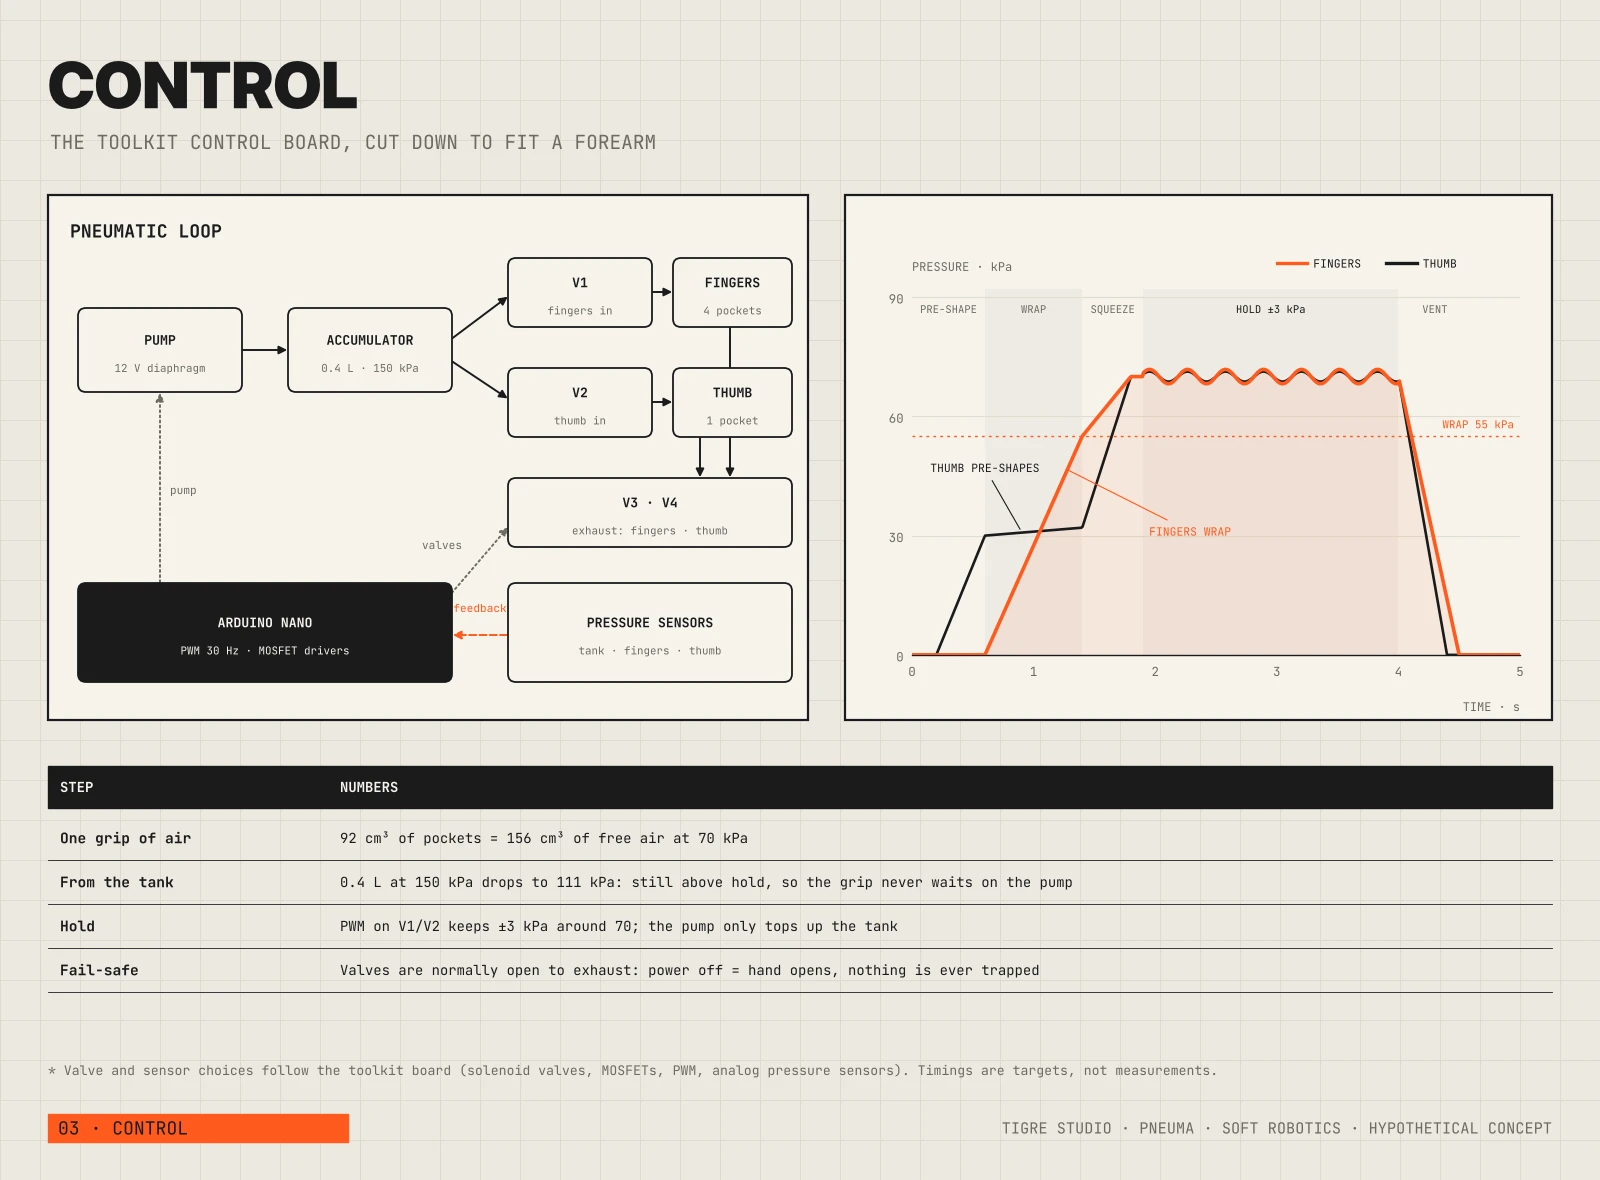 CONTROL
THE TOOLKIT CONTROL BOARD, CUT DOWN TO FIT A FOREARM
PNEUMATIC LOOP
PUMP
12 V diaphragm
ACCUMULATOR
0.4 L · 150 kPa
V1
fingers in
FINGERS
4 pockets
V2
thumb in
THUMB
1 pocket
V3 · V4
exhaust: fingers · thumb
pump
valves
feedback
ARDUINO NANO
PWM 30 Hz · MOSFET drivers
PRESSURE SENSORS
tank · fingers · thumb
PRESSURE · kPa
FINGERS
THUMB
PRE-SHAPE
WRAP
SQUEEZE
HOLD ±3 kPa
VENT
90
60
30
0
WRAP 55 kPa
THUMB PRE-SHAPES
FINGERS WRAP
0 1 2 3 4 5
TIME · s
STEP NUMBERS
One grip of air 92 cm³ of pockets = 156 cm³ of free air at 70 kPa
From the tank 0.4 L at 150 kPa drops to 111 kPa: still above hold, so the grip never waits on the pump
Hold PWM on V1/V2 keeps ±3 kPa around 70; the pump only tops up the tank
Fail-safe Valves are normally open to exhaust: power off = hand opens, nothing is ever trapped
* Valve and sensor choices follow the toolkit board (solenoid valves, MOSFETs, PWM, analog pressure sensors). Timings are targets, not measurements.
03 · CONTROL
TIGRE STUDIO · PNEUMA · SOFT ROBOTICS · HYPOTHETICAL CONCEPT